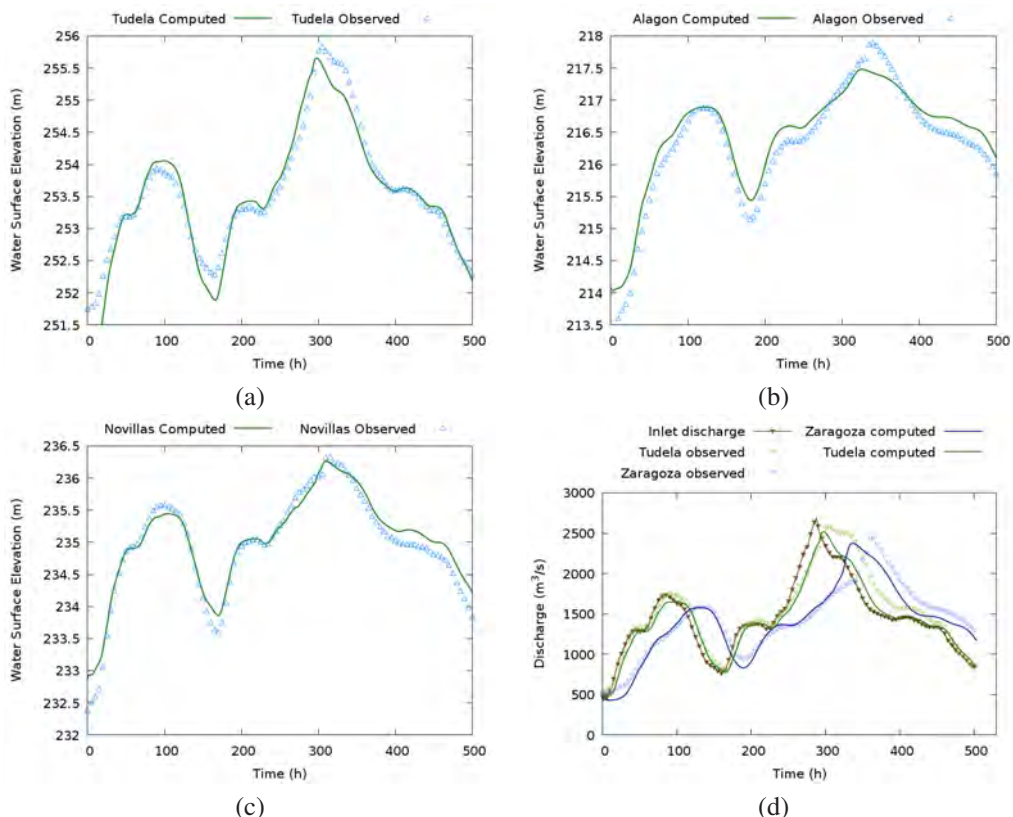 Tudela Computed Tudela Observed
Water Surface Elevation (m)
256
255.5
255
254.5
254
253.5
253
252.5
252
251.5
0 100 200 300 400 500
Time (h)
(a)
Alagon Computed Alagon Observed
Water Surface Elevation (m)
218
217.5
217
216.5
216
215.5
215
214.5
214
213.5
0 100 200 300 400 500
Time (h)
(b)
Novillas Computed Novillas Observed
Water Surface Elevation (m)
236.5
236
235.5
235
234.5
234
233.5
233
232.5
232
0 100 200 300 400 500
Time (h)
(c)
Inlet discharge Zaragoza computed
Tudela observed Tudela computed
Zaragoza observed
Discharge (m³/s)
3000
2500
2000
1500
1000
500
0
0 100 200 300 400 500
Time (h)
(d)